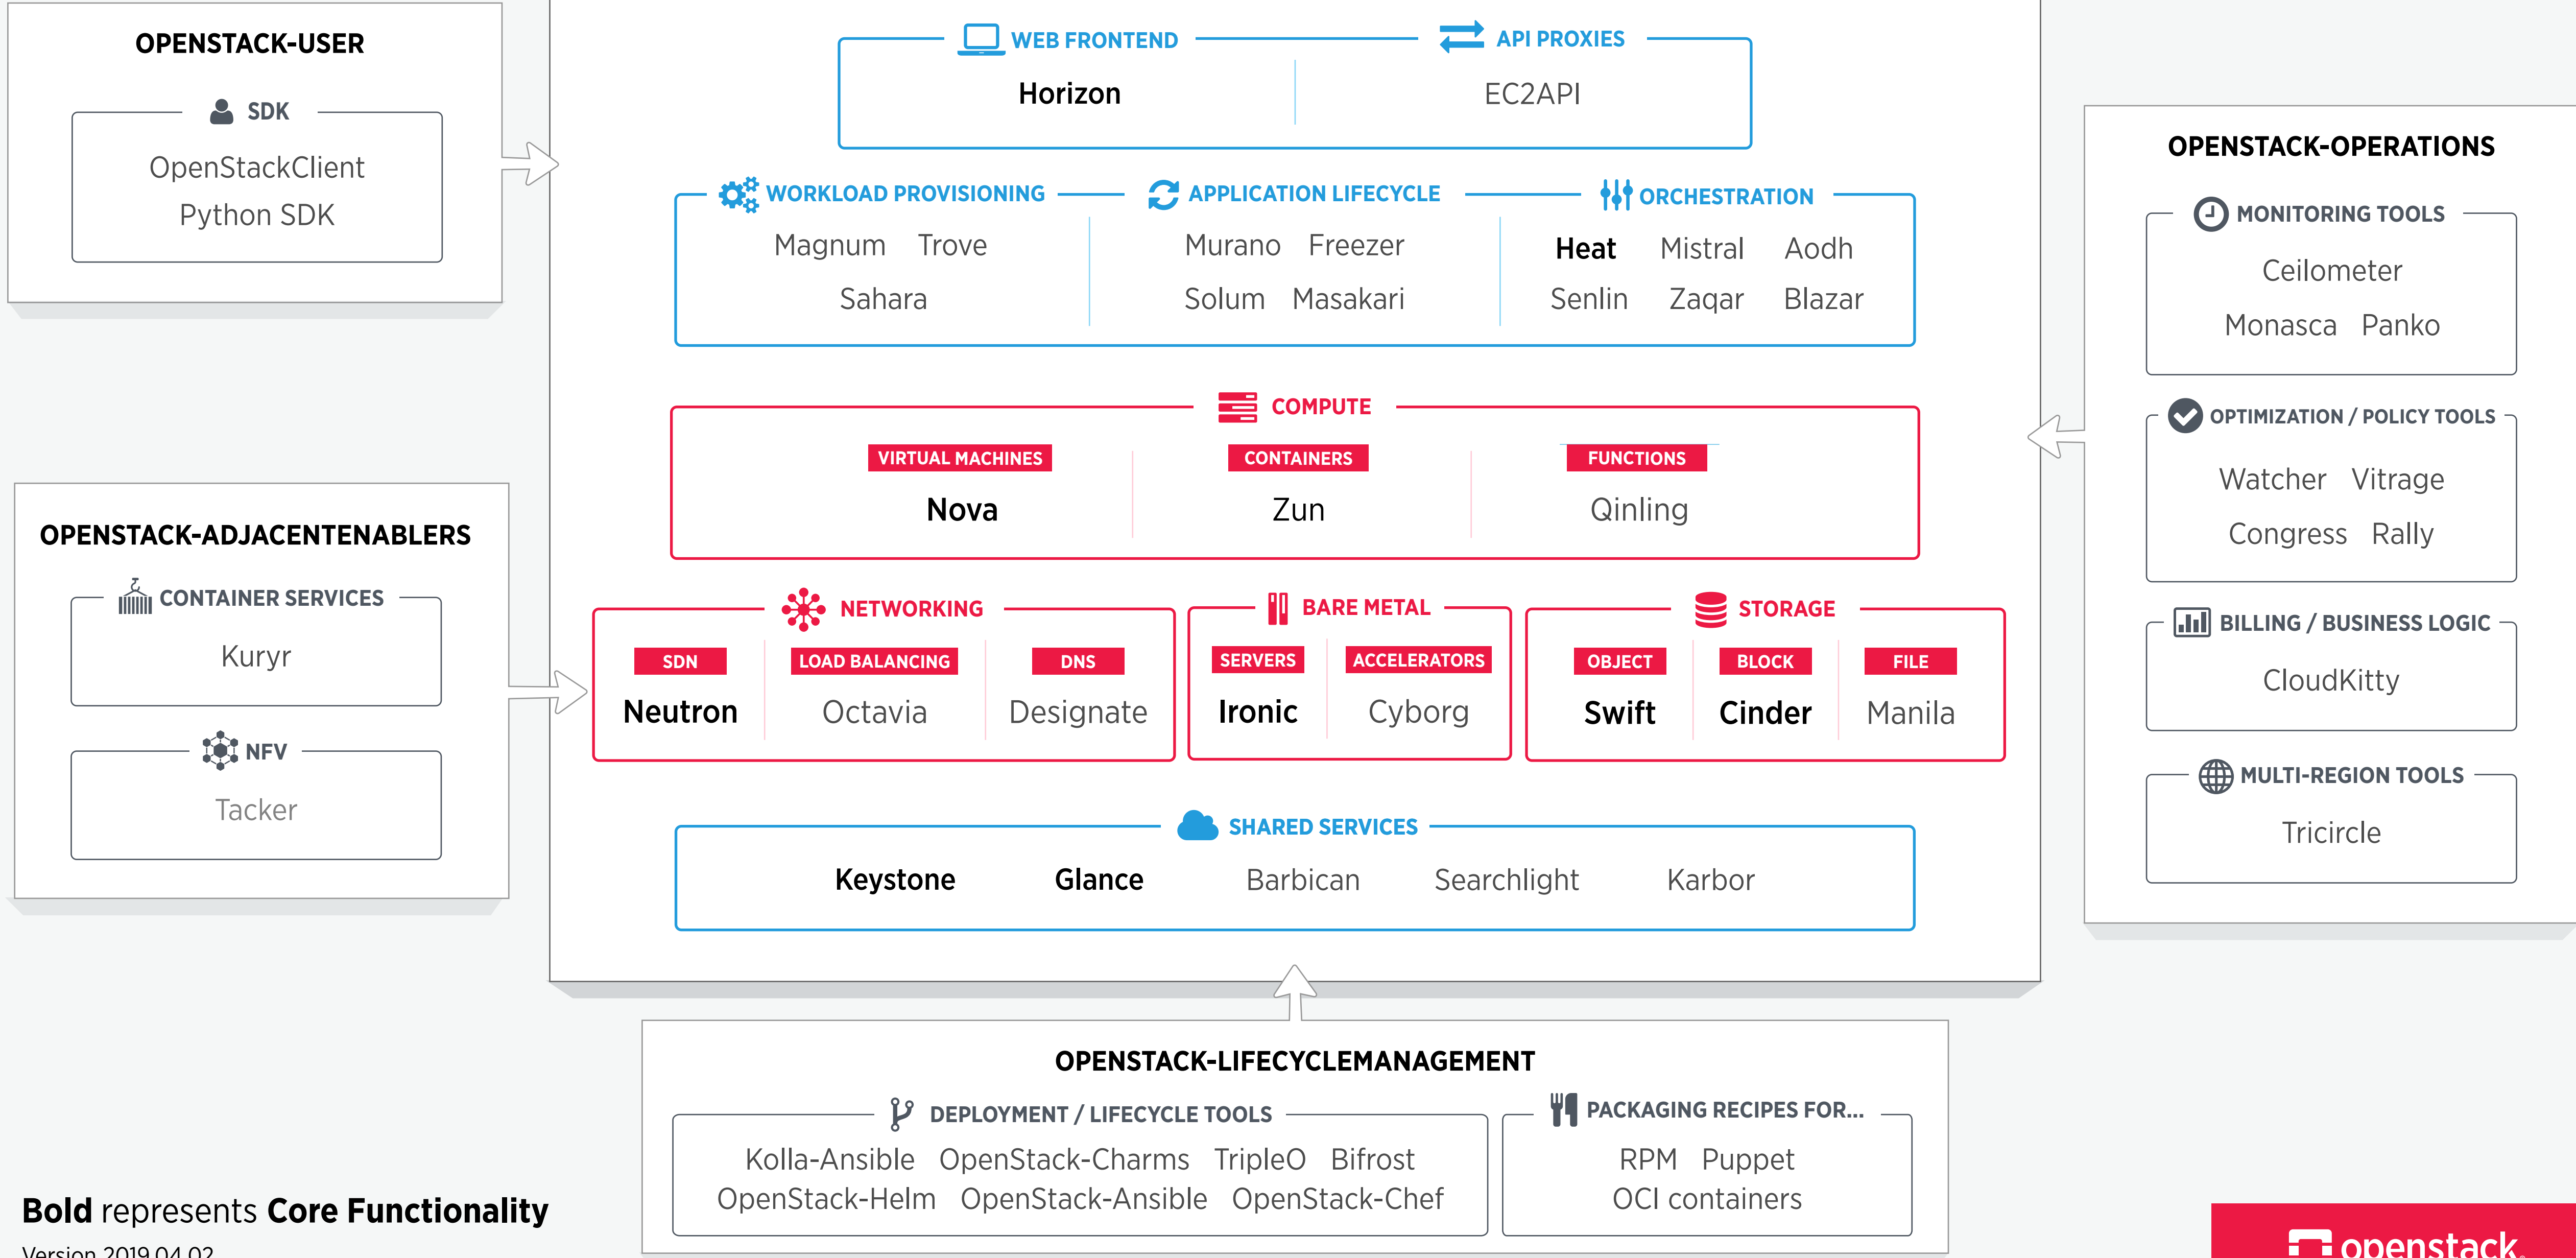 OPENSTACK-USER
SDK
OpenStackClient
Python SDK
OPENSTACK-ADJACENTENABLERS
CONTAINER SERVICES
Kuryr
NFV
Tacker
WEB FRONTEND
Horizon
API PROXIES
EC2API
WORKLOAD PROVISIONING
Magnum Trove
Sahara
APPLICATION LIFECYCLE
Murano Freezer
Solum Masakari
ORCHESTRATION
Heat Mistral Aodh
Senlin Zaqar Blazar
COMPUTE
VIRTUAL MACHINES
Nova
CONTAINERS
Zun
FUNCTIONS
Qinling
NETWORKING
SDN
Neutron
LOAD BALANCING
Octavia
DNS
Designate
BARE METAL
SERVERS
Ironic
ACCELERATORS
Cyborg
STORAGE
OBJECT
Swift
BLOCK
Cinder
FILE
Manila
SHARED SERVICES
Keystone Glance Barbican Searchlight Karbor
OPENSTACK-OPERATIONS
MONITORING TOOLS
Ceilometer
Monasca Panko
OPTIMIZATION / POLICY TOOLS
Watcher Vitrage
Congress Rally
BILLING / BUSINESS LOGIC
CloudKitty
MULTI-REGION TOOLS
Tricircle
OPENSTACK-LIFECYCLEMANAGEMENT
DEPLOYMENT / LIFECYCLE TOOLS
Kolla-Ansible OpenStack-Charms TripleO Bifrost
OpenStack-Helm OpenStack-Ansible OpenStack-Chef
PACKAGING RECIPES FOR...
RPM Puppet
OCI containers
Bold represents Core Functionality
Version 2019.04.02
openstack.